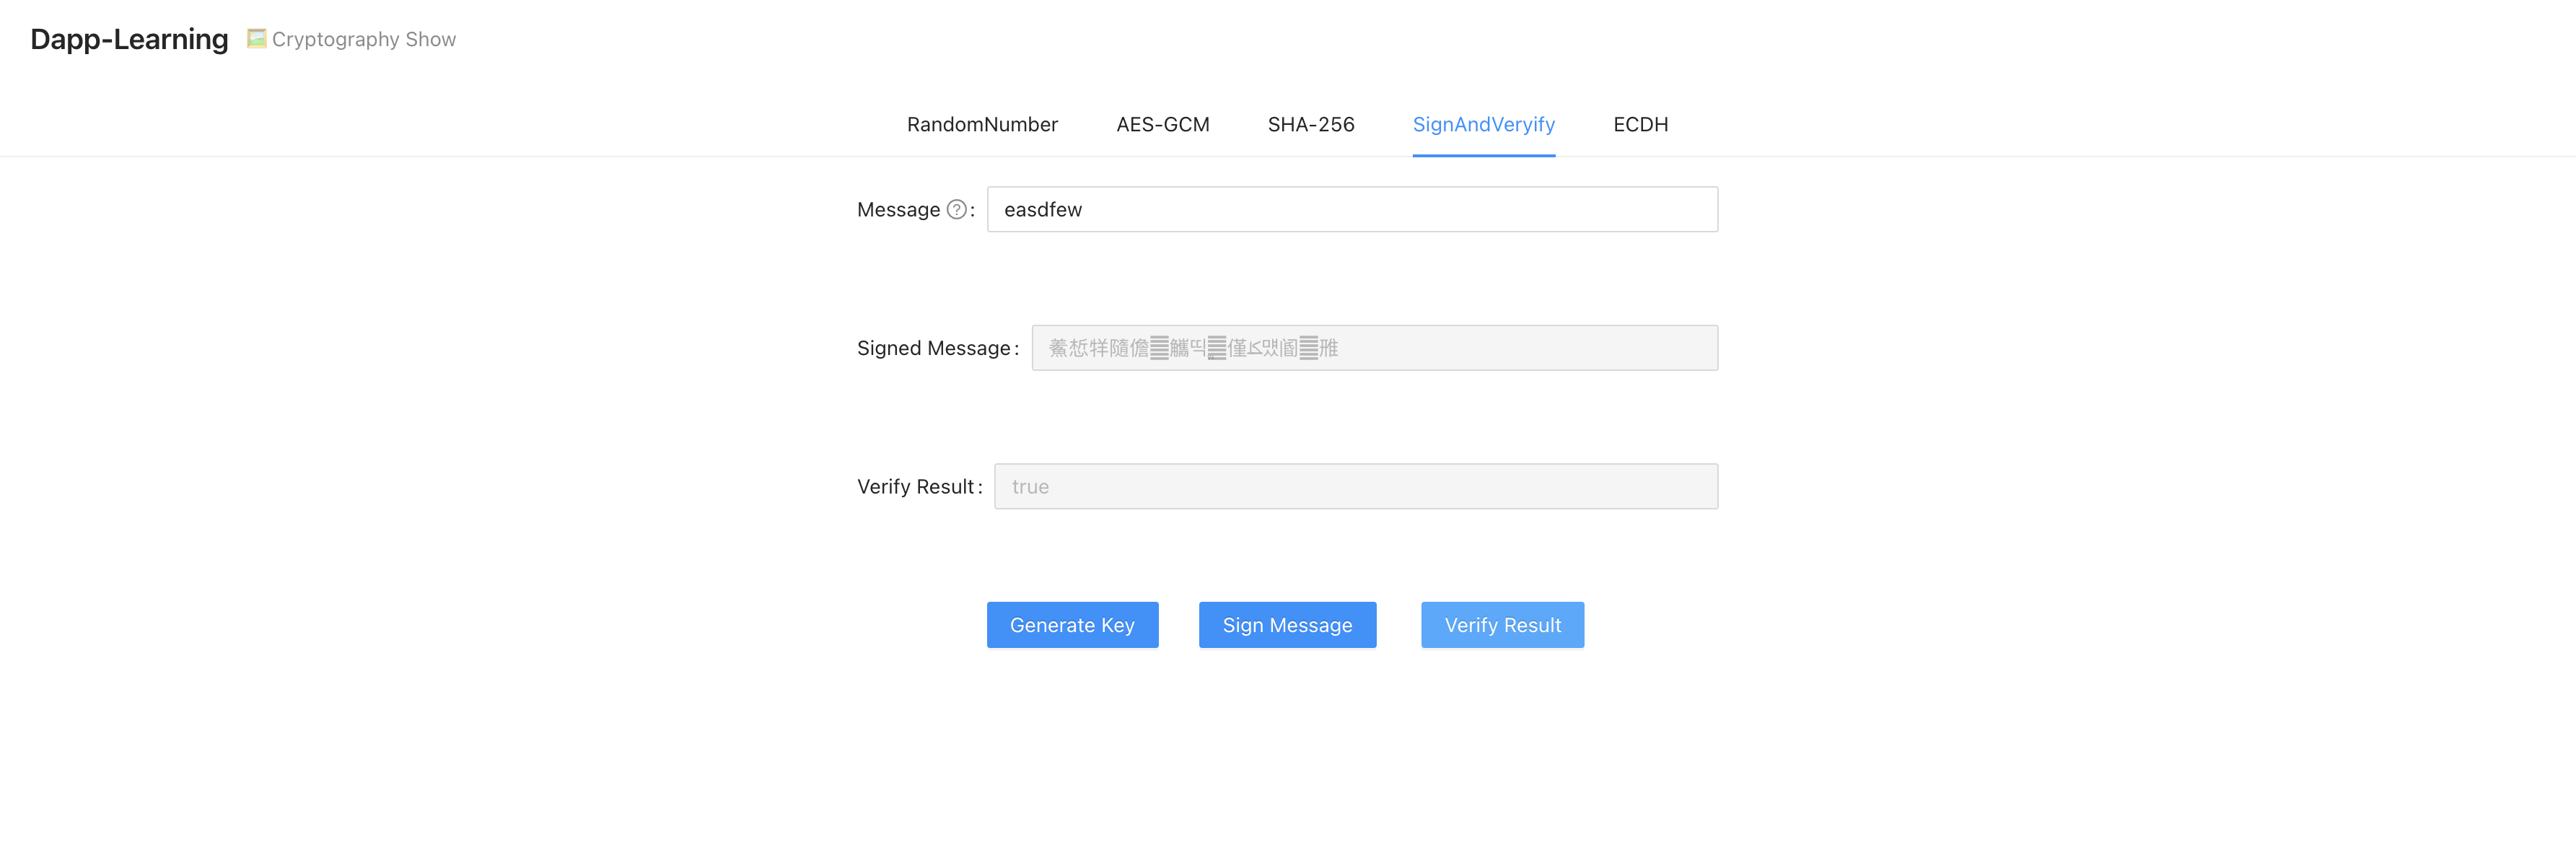 Dapp-Learning Cryptography Show
RandomNumber AES-GCM SHA-256 SignAndVeryify ECDH
Message ? : easdfew
Signed Message :
Verify Result : true
Generate Key Sign Message Verify Result